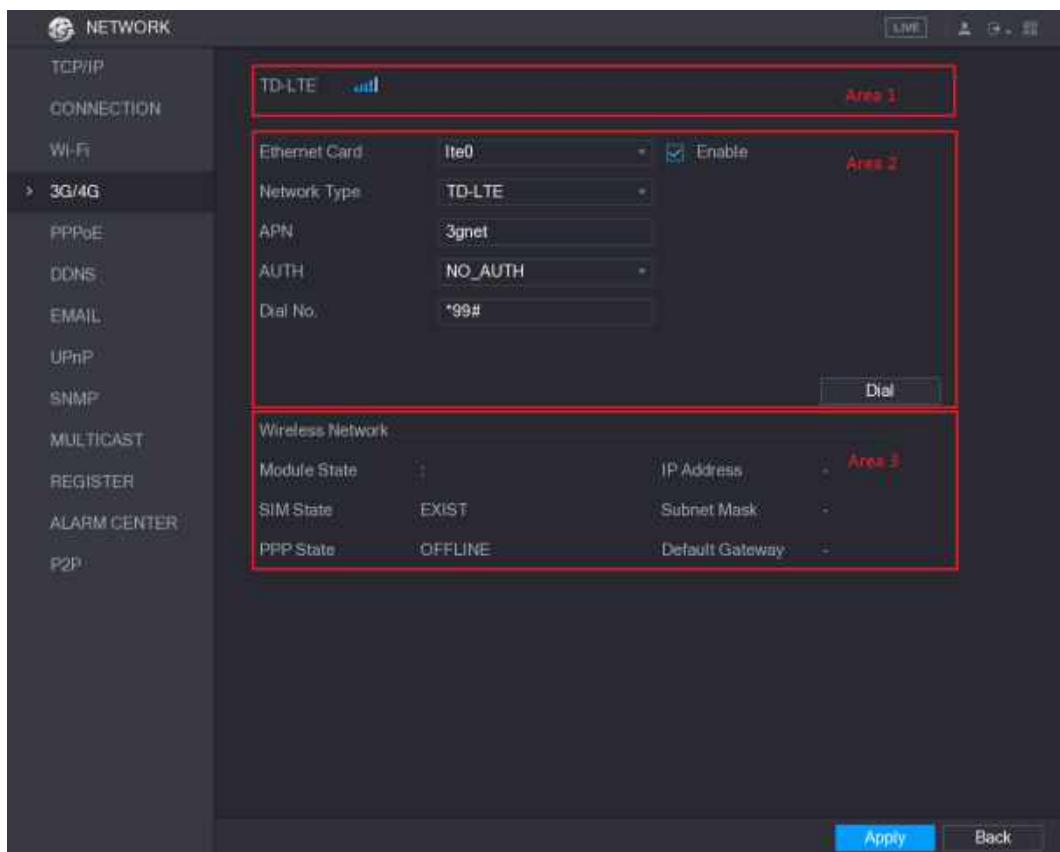 NETWORK
LIVE
TCP/IP
CONNECTION
Wi-Fi
3G/4G
PPPoE
DDNS
EMAIL
UPnP
SNMP
MULTICAST
REGISTER
ALARM CENTER
P2P
TD-LTE
Area 1
Ethernet Card lte0 Enable
Area 2
Network Type TD-LTE
APN 3gnet
AUTH NO_AUTH
Dial No. *99#
Dial
Wireless Network
Area 3
Module State : IP Address -
SIM State EXIST Subnet Mask -
PPP State OFFLINE Default Gateway -
Apply Back